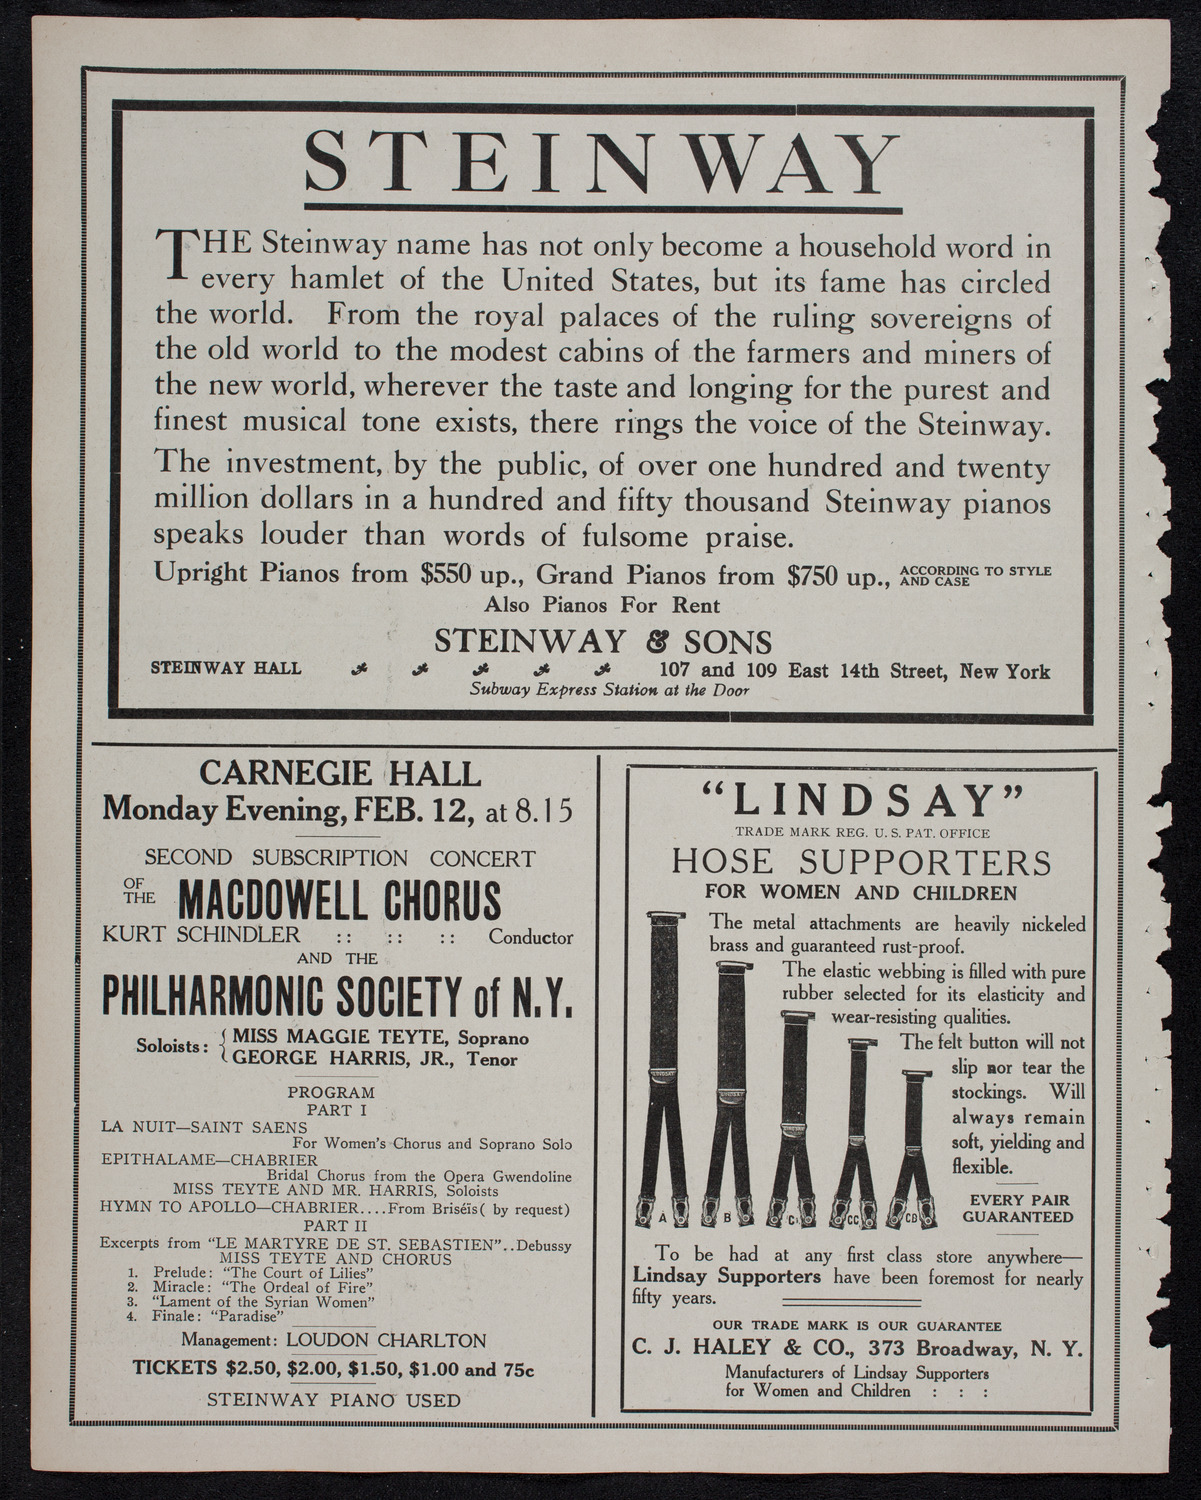 STEINWAY
THE Steinway name has not only become a household word in
every hamlet of the United States, but its fame has circled
the world. From the royal palaces of the ruling sovereigns of
the old world to the modest cabins of the farmers and miners of
the new world, wherever the taste and longing for the purest and
finest musical tone exists, there rings the voice of the Steinway.
The investment, by the public, of over one hundred and twenty
million dollars in a hundred and fifty thousand Steinway pianos
speaks louder than words of fulsome praise.
Upright Pianos from $550 up., Grand Pianos from $750 up., ACCORDING TO STYLE
AND CASE
Also Pianos For Rent
STEINWAY & SONS
STEINWAY HALL 107 and 109 East 14th Street, New York
Subway Express Station at the Door
CARNEGIE HALL
Monday Evening, FEB. 12, at 8.15
SECOND SUBSCRIPTION CONCERT
OF
THE MACDOWELL CHORUS
KURT SCHINDLER :: :: :: Conductor
AND THE
PHILHARMONIC SOCIETY of N.Y.
Soloists: { MISS MAGGIE TEYTE, Soprano
GEORGE HARRIS, JR., Tenor
PROGRAM
PART I
LA NUIT—SAINT SAENS
For Women's Chorus and Soprano Solo
EPITHALAME—CHABRIER
Bridal Chorus from the Opera Gwendoline
MISS TEYTE AND MR. HARRIS, Soloists
HYMN TO APOLLO—CHABRIER....From Briséïs( by request)
PART II
Excerpts from "LE MARTYRE DE ST. SEBASTIEN"..Debussy
MISS TEYTE AND CHORUS
1. Prelude: "The Court of Lilies"
2. Miracle: "The Ordeal of Fire"
3. "Lament of the Syrian Women"
4. Finale: "Paradise"
Management: LOUDON CHARLTON
TICKETS $2.50, $2.00, $1.50, $1.00 and 75c
STEINWAY PIANO USED
"LINDSAY"
TRADE MARK REG. U. S. PAT. OFFICE
HOSE SUPPORTERS
FOR WOMEN AND CHILDREN
The metal attachments are heavily nickeled
brass and guaranteed rust-proof.
The elastic webbing is filled with pure
rubber selected for its elasticity and
wear-resisting qualities.
The felt button will not
slip nor tear the
stockings. Will
always remain
soft, yielding and
flexible.
EVERY PAIR
GUARANTEED
LINDSAY
LINDSAY
A B C CC CB
To be had at any first class store anywhere—
Lindsay Supporters have been foremost for nearly
fifty years.
OUR TRADE MARK IS OUR GUARANTEE
C. J. HALEY & CO., 373 Broadway, N. Y.
Manufacturers of Lindsay Supporters
for Women and Children : : :